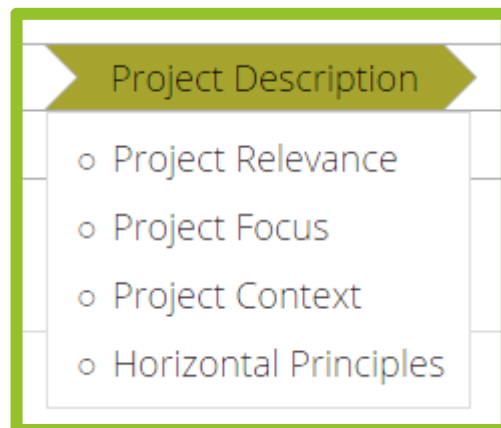 Project Description
Project Relevance
Project Focus
Project Context
Horizontal Principles